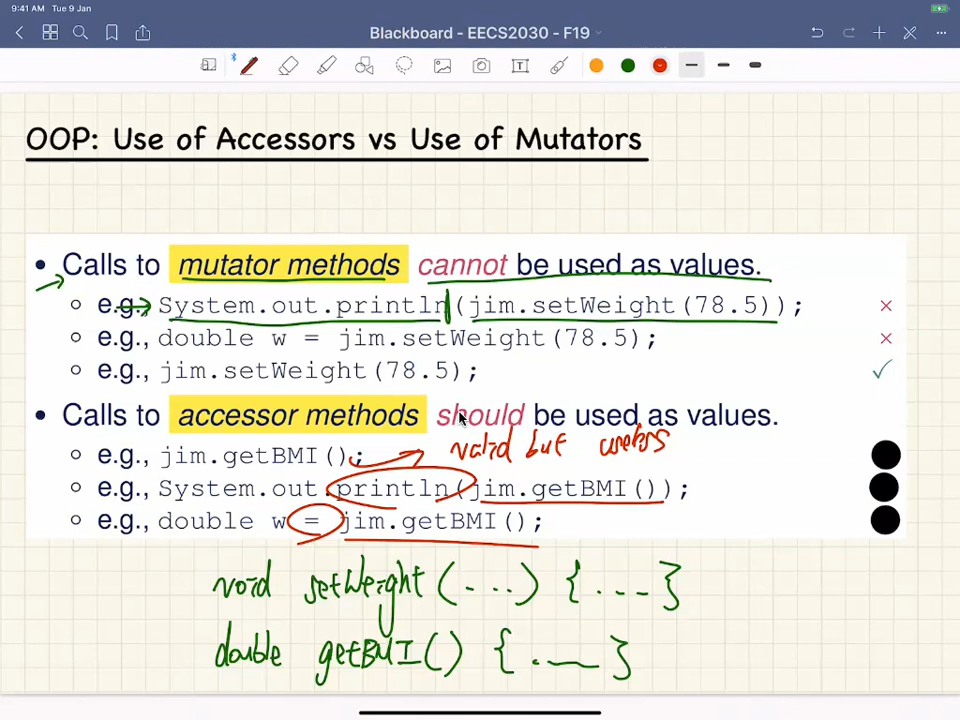 9:41 AM Tue 9 Jan
Blackboard - EECS2030 - F19
OOP: Use of Accessors vs Use of Mutators
• Calls to mutator methods cannot be used as values.
○ e.g., System.out.println(jim.setWeight(78.5)); ×
○ e.g., double w = jim.setWeight(78.5); ×
○ e.g., jim.setWeight(78.5); ✓
• Calls to accessor methods should be used as values.
valid but useless
○ e.g., jim.getBMI();
○ e.g., System.out.println(jim.getBMI());
○ e.g., double w = jim.getBMI();
void setWeight (...) {....}
double getBMI() {...}